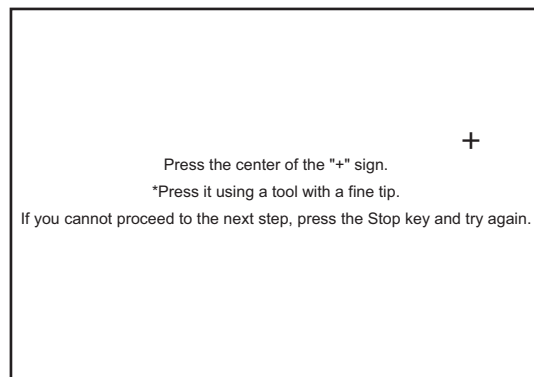 +
Press the center of the "+" sign.
*Press it using a tool with a fine tip.
If you cannot proceed to the next step, press the Stop key and try again.